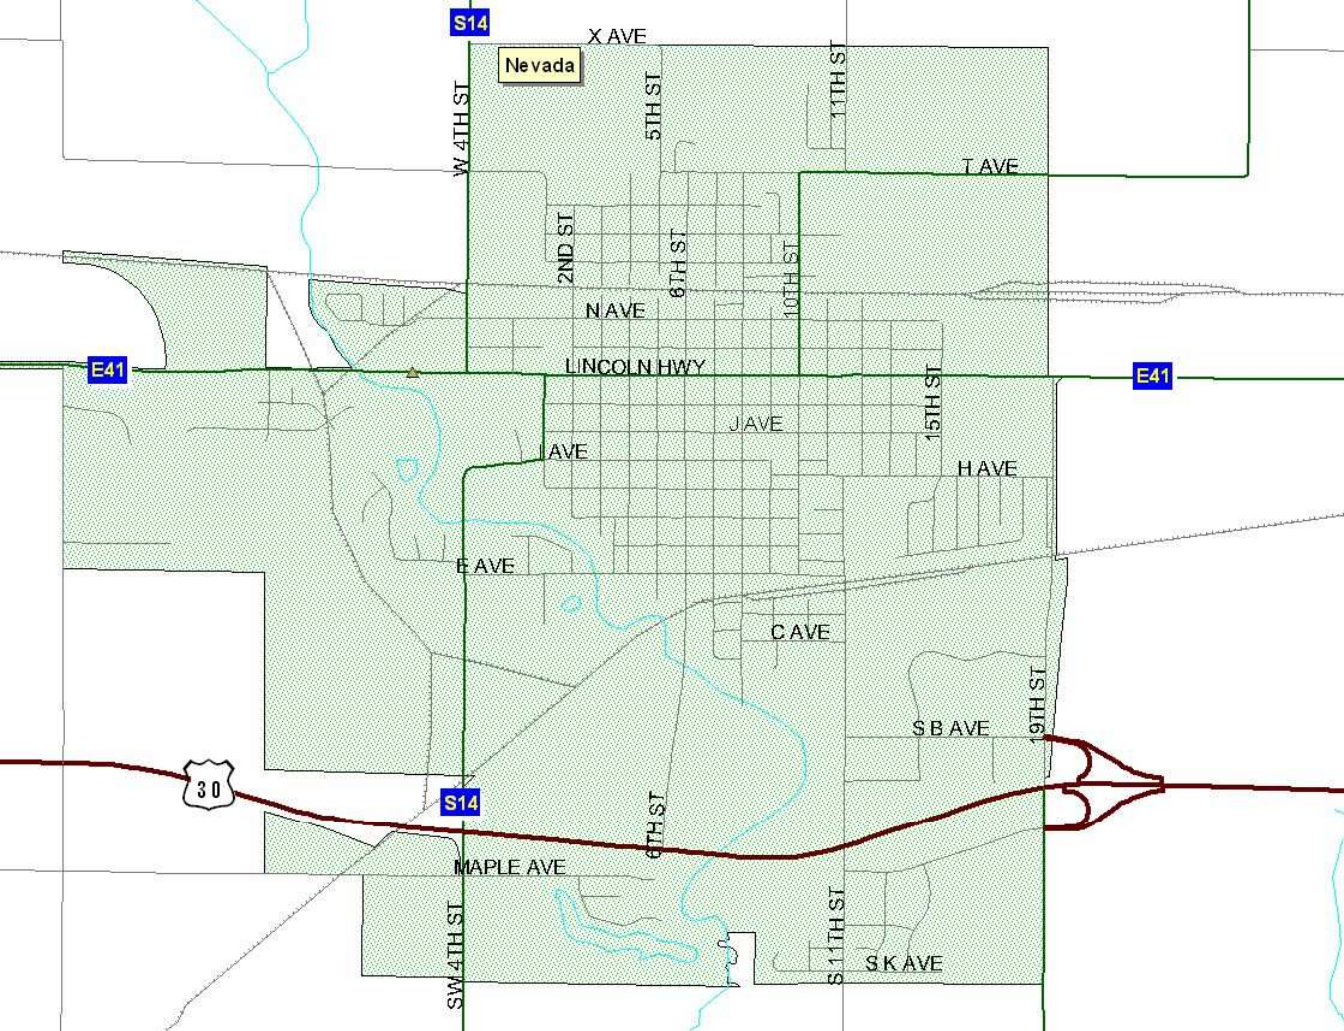 S14
X AVE
Nevada
W 4TH ST
5TH ST
11TH ST
T AVE
2ND ST
6TH ST
10TH ST
N AVE
E41
LINCOLN HWY
E41
15TH ST
J AVE
AVE
H AVE
E AVE
C AVE
19TH ST
S B AVE
30
S14
6TH ST
MAPLE AVE
SW 4TH ST
S 11TH ST
S K AVE